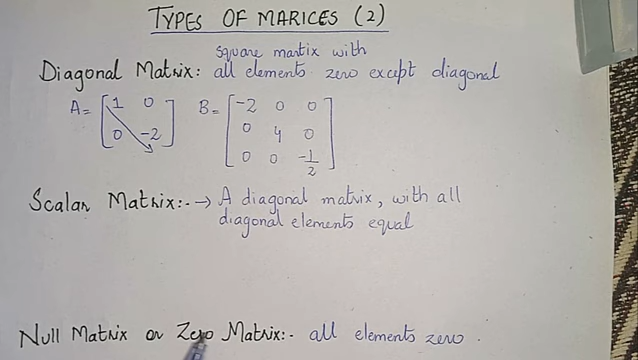 TYPES OF MARICES (2)
square martix with
Diagonal Matrix: all elements zero except diagonal
A = [1 0
0 -2]
B = [-2 0 0
0 4 0
0 0 -1/2]
Scalar Matrix:- → A diagonal matrix, with all
diagonal elements equal
Null Matrix or Zero Matrix:- all elements zero.